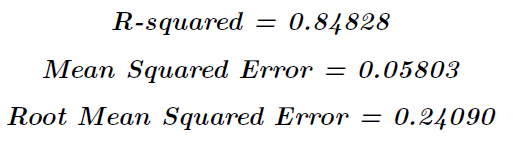 R-squared = 0.84828
Mean Squared Error = 0.05803
Root Mean Squared Error = 0.24090